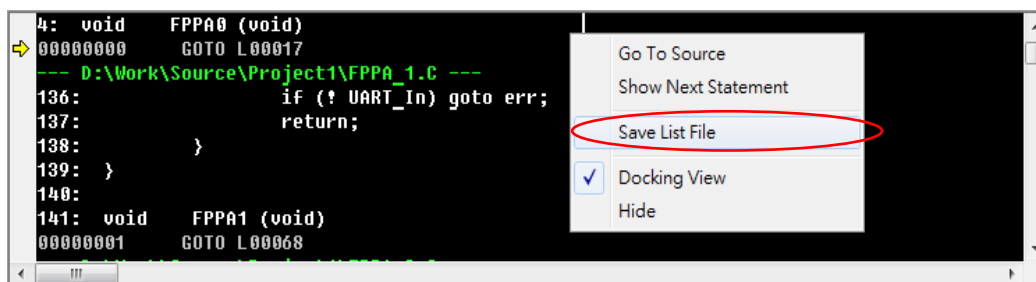 4:  void    FPPA0 (void)
00000000     GOTO L00017
--- D:\Work\Source\Project1\FPPA_1.C ---
136:                if (! UART_In) goto err;
137:                return;
138:        }
139:  }
140:
141:  void    FPPA1 (void)
00000001     GOTO L00068
Go To Source
Show Next Statement
Save List File
Docking View
Hide